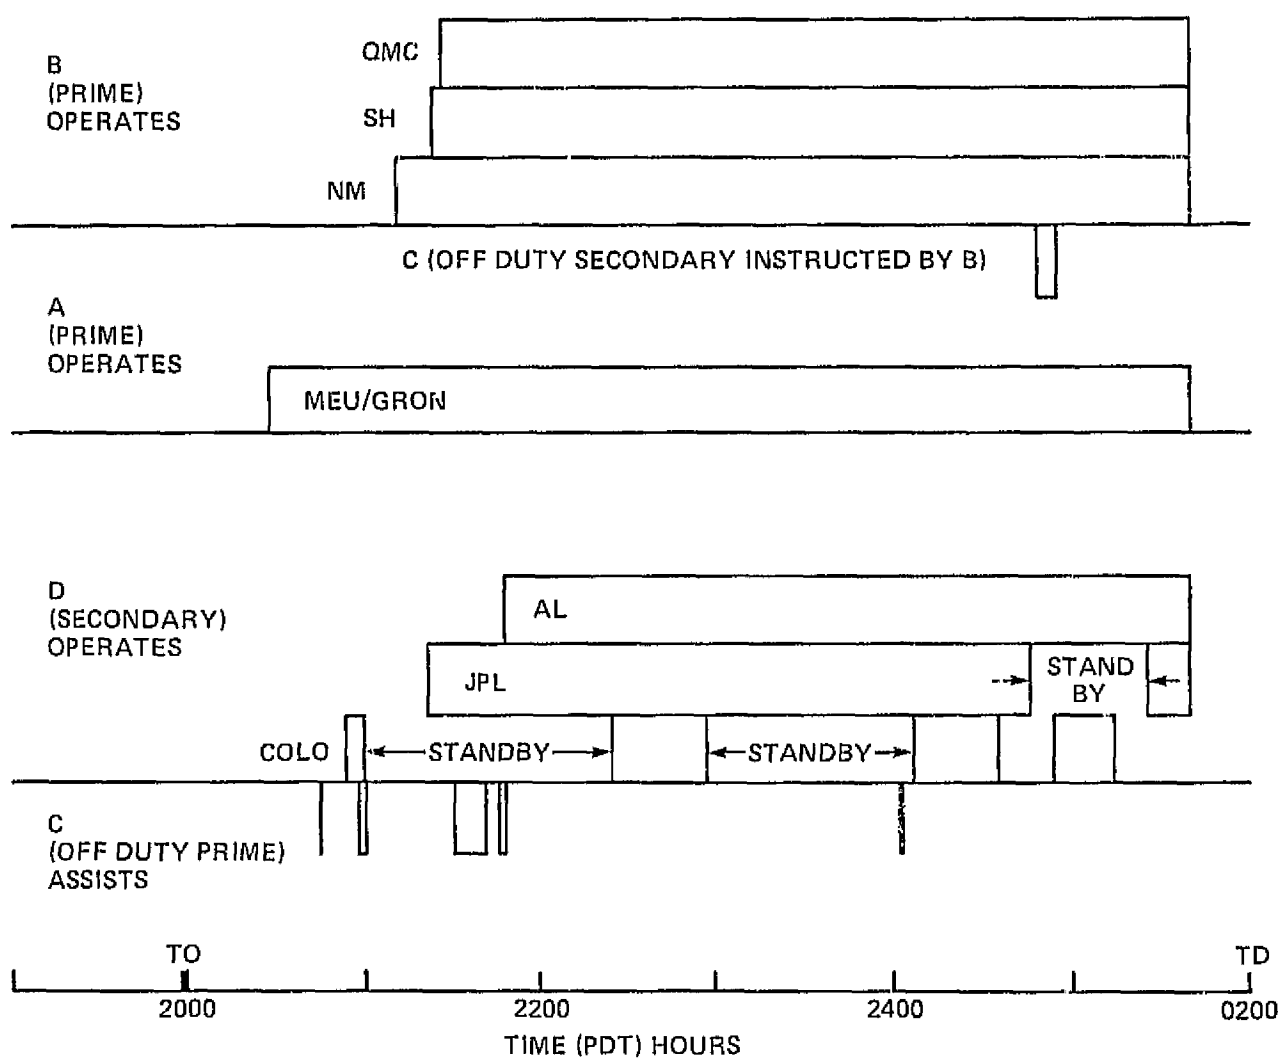 QMC
B
(PRIME)
OPERATES
SH
NM
C (OFF DUTY SECONDARY INSTRUCTED BY B)
A
(PRIME)
OPERATES
MEU/GRON
D
(SECONDARY)
OPERATES
AL
JPL
STAND
BY
COLO
STANDBY
STANDBY
C
(OFF DUTY PRIME)
ASSISTS
TO
TD
2000
2200
2400
0200
TIME (PDT) HOURS